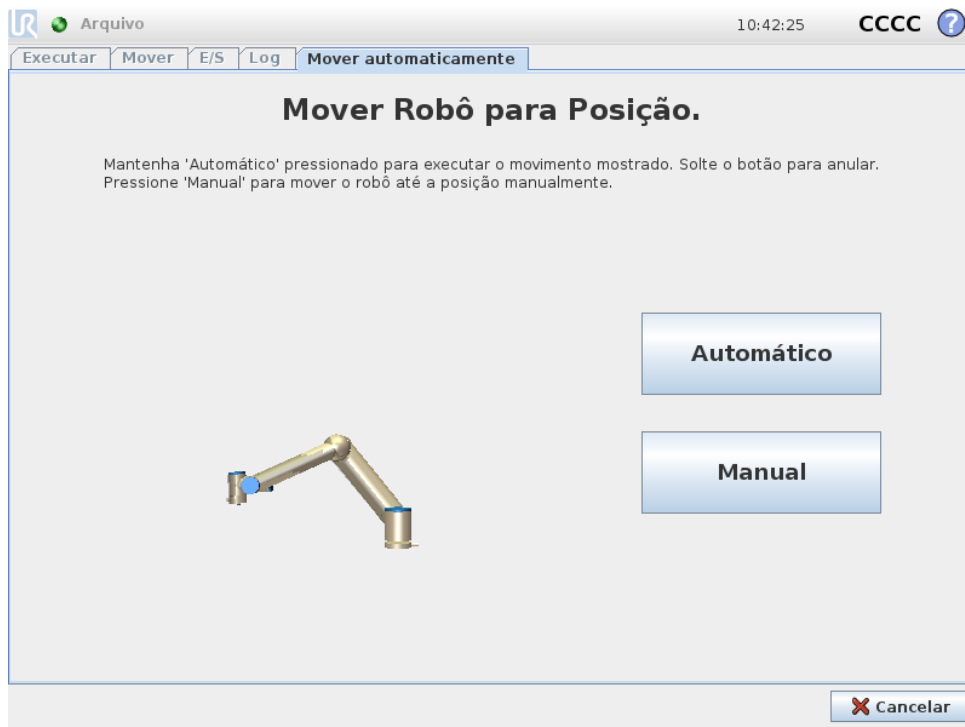 UR Arquivo 10:42:25 CCCC ?
Executar Mover E/S Log Mover automaticamente
Mover Robô para Posição.
Mantenha 'Automático' pressionado para executar o movimento mostrado. Solte o botão para anular.
Pressione 'Manual' para mover o robô até a posição manualmente.
Automático
Manual
Cancelar